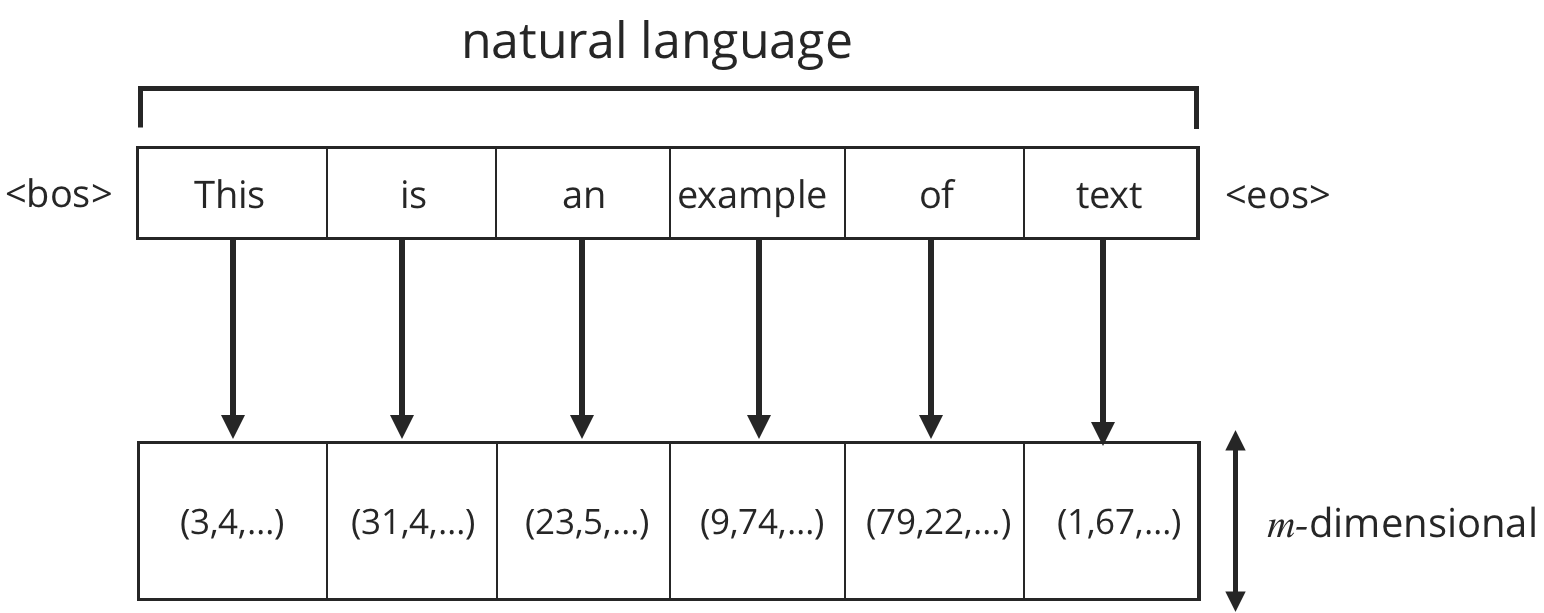 natural language
<bos> This is an example of text <eos>
(3,4,...) (31,4,...) (23,5,...) (9,74,...) (79,22,...) (1,67,...) m-dimensional